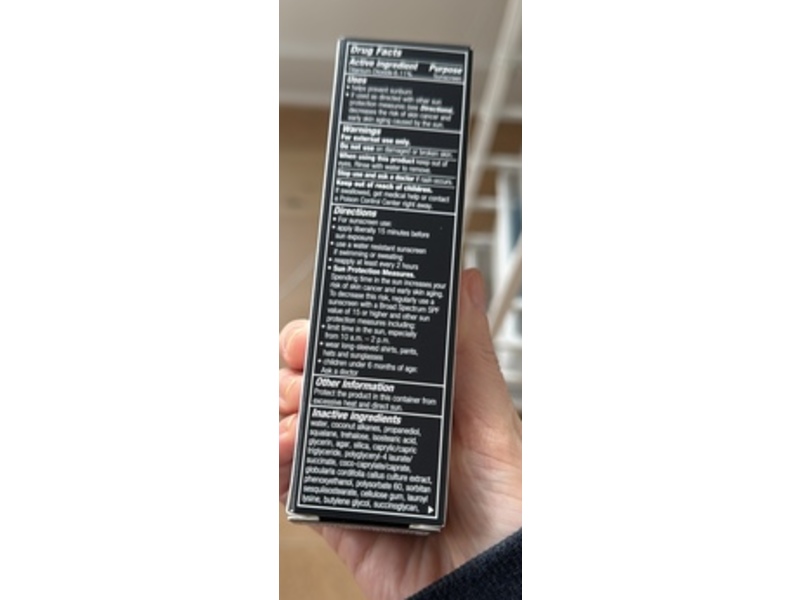 Drug Facts
Active Ingredient Purpose
Titanium Dioxide 6.11% Sunscreen
Uses
• helps prevent sunburn
• if used as directed with other sun
protection measures (see Directions),
decreases the risk of skin cancer and
early skin aging caused by the sun.
Warnings
For external use only.
Do not use on damaged or broken skin.
When using this product keep out of
eyes. Rinse with water to remove.
Stop use and ask a doctor if rash occurs.
Keep out of reach of children.
If swallowed, get medical help or contact
a Poison Control Center right away.
Directions
• For sunscreen use:
• apply liberally 15 minutes before
sun exposure
• use a water resistant sunscreen
if swimming or sweating
• reapply at least every 2 hours
• Sun Protection Measures.
Spending time in the sun increases your
risk of skin cancer and early skin aging.
To decrease this risk, regularly use a
sunscreen with a Broad Spectrum SPF
value of 15 or higher and other sun
protection measures including:
• limit time in the sun, especially
from 10 a.m. – 2 p.m.
• wear long-sleeved shirts, pants,
hats and sunglasses
• children under 6 months of age:
Ask a doctor
Other Information
Protect the product in this container from
excessive heat and direct sun.
Inactive Ingredients
water, coconut alkanes, propanediol,
squalane, trehalose, isostearic acid,
glycerin, agar, silica, caprylic/capric
triglyceride, polyglyceryl-4 laurate/
succinate, coco-caprylate/caprate,
globularia cordifolia callus culture extract,
phenoxyethanol, polysorbate 60, sorbitan
sesquiisostearate, cellulose gum, lauroyl
lysine, butylene glycol, succinoglycan,